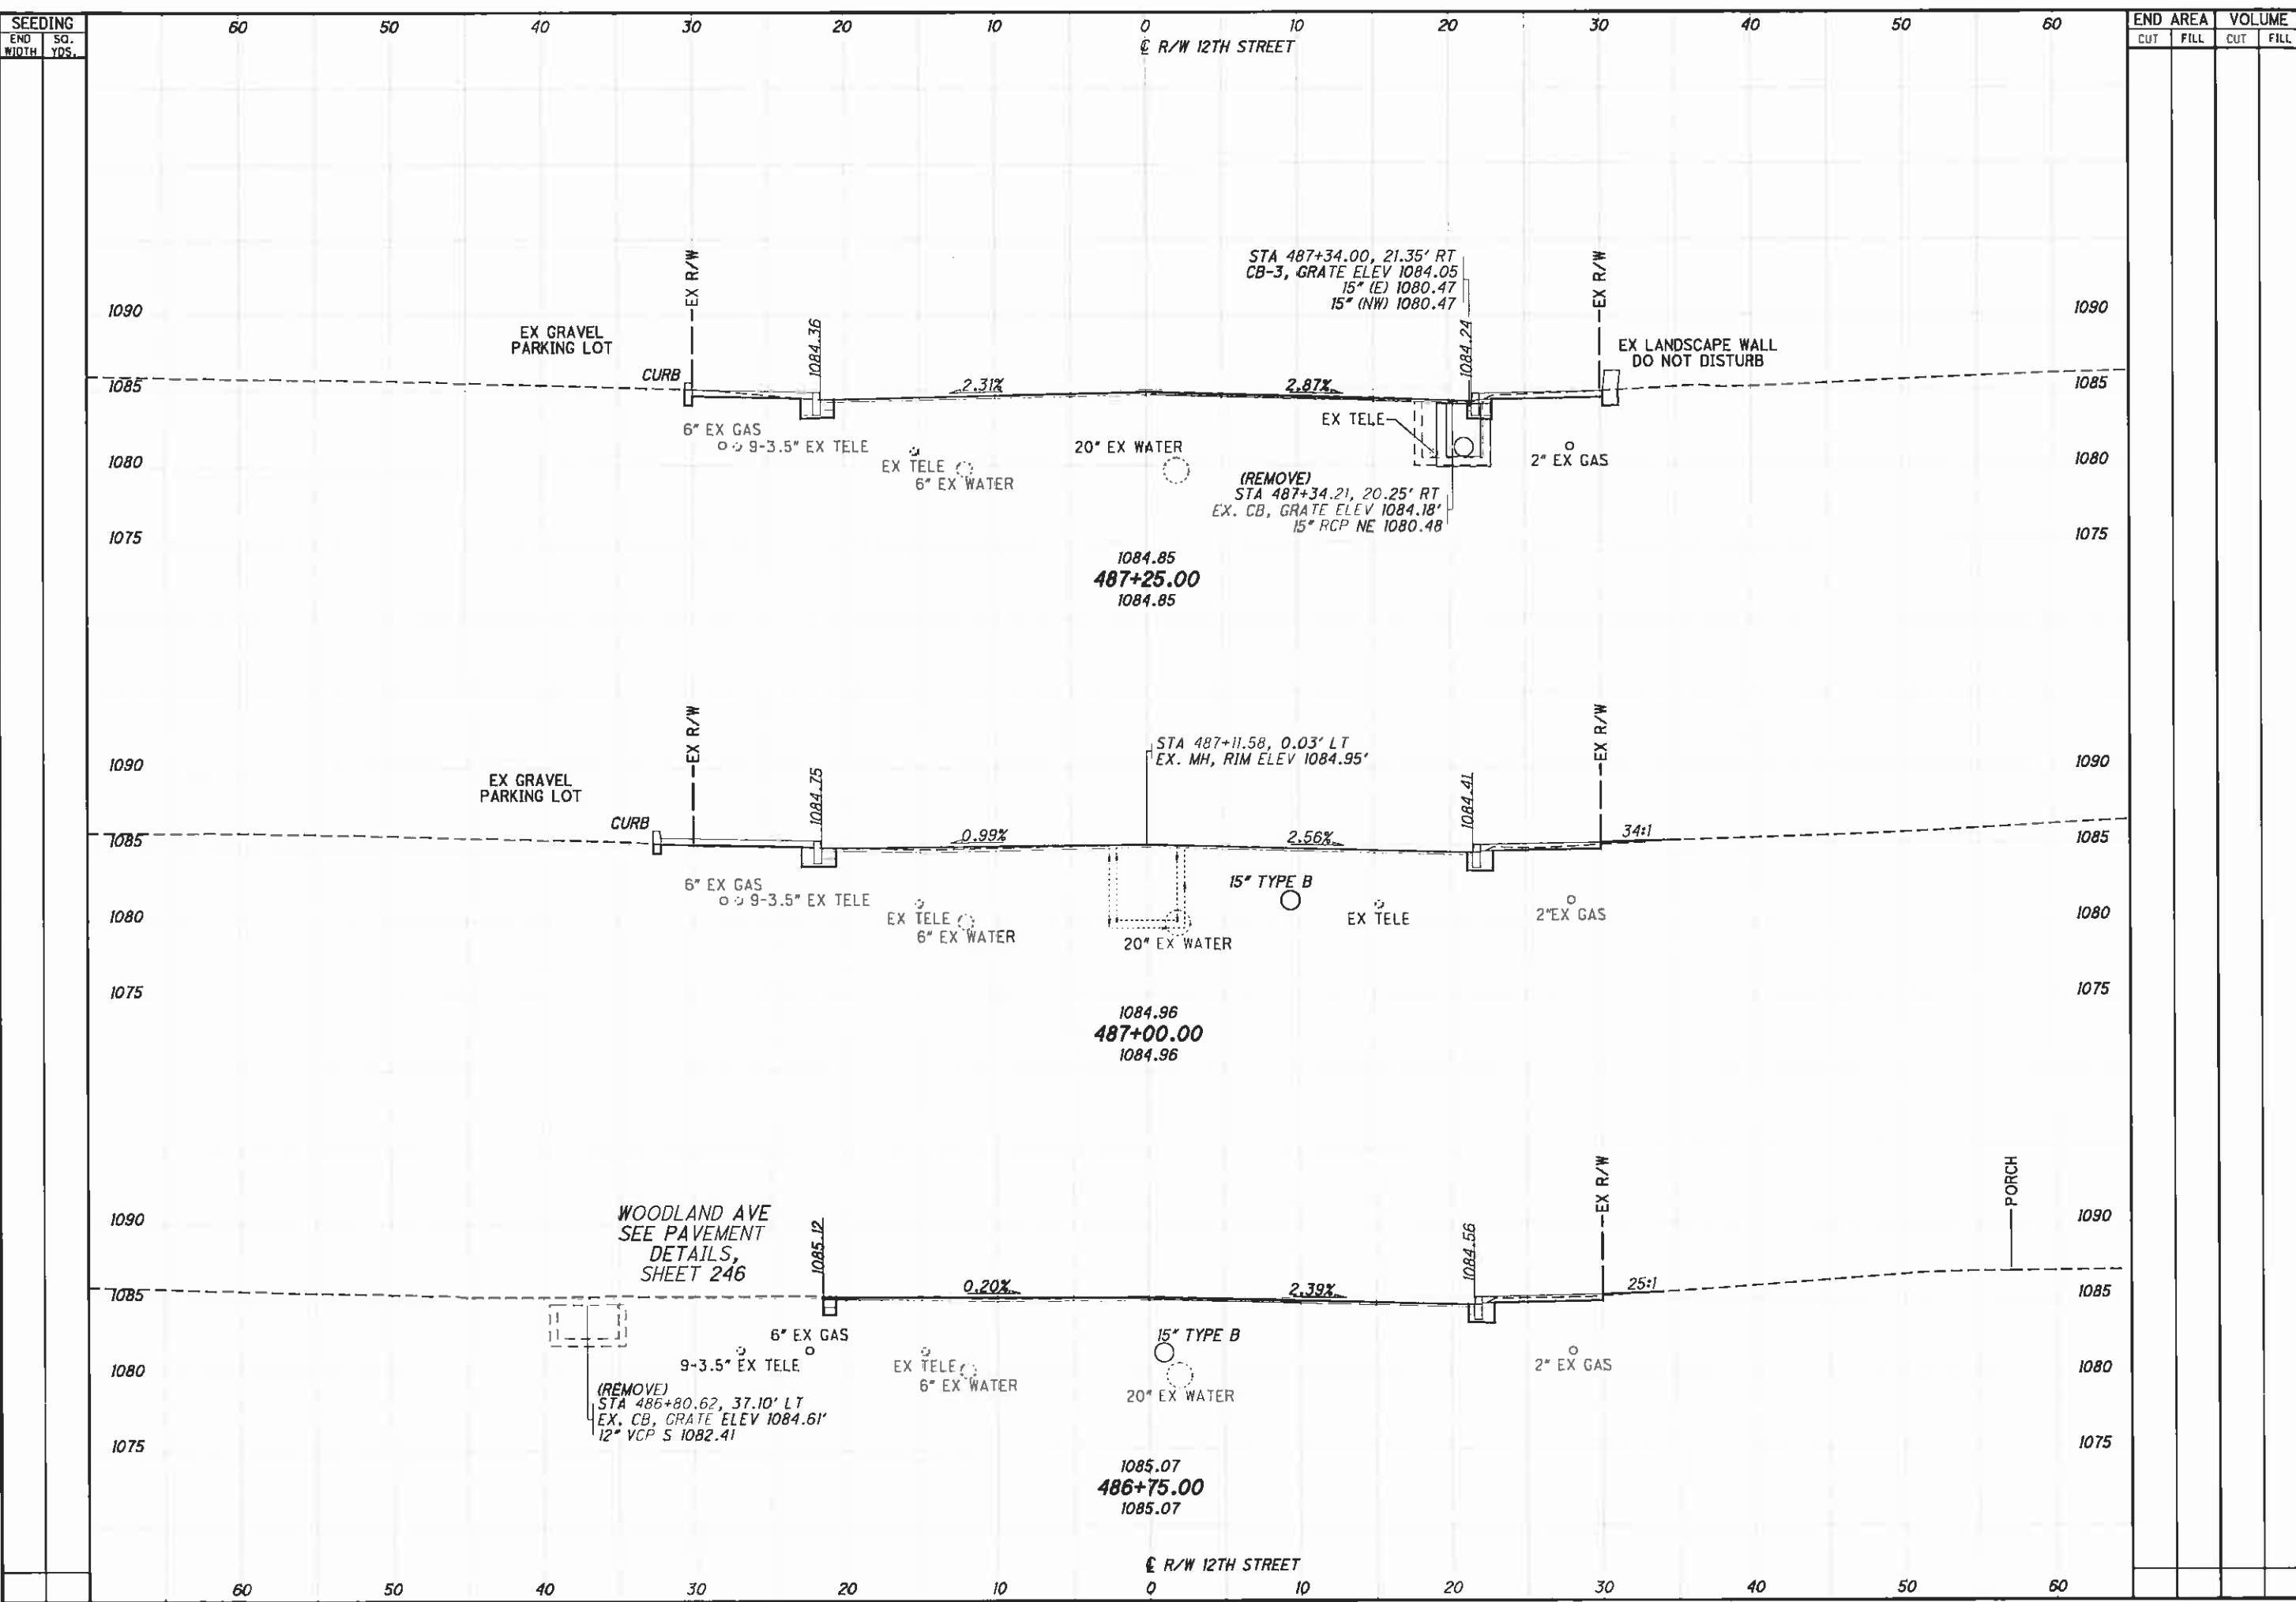 SEEDING
END WIDTH
SQ. YDS.
60 50 40 30 20 10 0 10 20 30 40 50 60
℄ R/W 12TH STREET
END AREA
VOLUME
CUT FILL CUT FILL
EX R/W
STA 487+34.00, 21.35' RT
CB-3, GRATE ELEV 1084.05
15" (E) 1080.47
15" (NW) 1080.47
EX R/W
1090
1090
EX GRAVEL
PARKING LOT
1084.36
1084.24
EX LANDSCAPE WALL
DO NOT DISTURB
CURB
1085
2.31%
2.87%
1085
6" EX GAS
9-3.5" EX TELE
EX TELE
20" EX WATER
EX TELE
6" EX WATER
2" EX GAS
1080
1080
(REMOVE)
STA 487+34.21, 20.25' RT
EX. CB, GRATE ELEV 1084.18'
15" RCP NE 1080.48
1075
1075
1084.85
487+25.00
1084.85
EX R/W
EX R/W
STA 487+11.58, 0.03' LT
EX. MH, RIM ELEV 1084.95'
1090
1090
EX GRAVEL
PARKING LOT
1084.75
1084.41
CURB
1085
0.99%
2.56%
34:1
1085
6" EX GAS
9-3.5" EX TELE
15" TYPE B
EX TELE
6" EX WATER
EX TELE
2"EX GAS
1080
1080
20" EX WATER
1075
1075
1084.96
487+00.00
1084.96
EX R/W
PORCH
WOODLAND AVE
SEE PAVEMENT
DETAILS,
SHEET 246
1090
1090
1085.12
1084.56
1085
0.20%
2.39%
25:1
1085
6" EX GAS
15" TYPE B
9-3.5" EX TELE
EX TELE
6" EX WATER
2" EX GAS
1080
1080
20" EX WATER
(REMOVE)
STA 486+80.62, 37.10' LT
EX. CB, GRATE ELEV 1084.61'
12" VCP S 1082.41
1075
1075
1085.07
486+75.00
1085.07
℄ R/W 12TH STREET
60 50 40 30 20 10 0 10 20 30 40 50 60